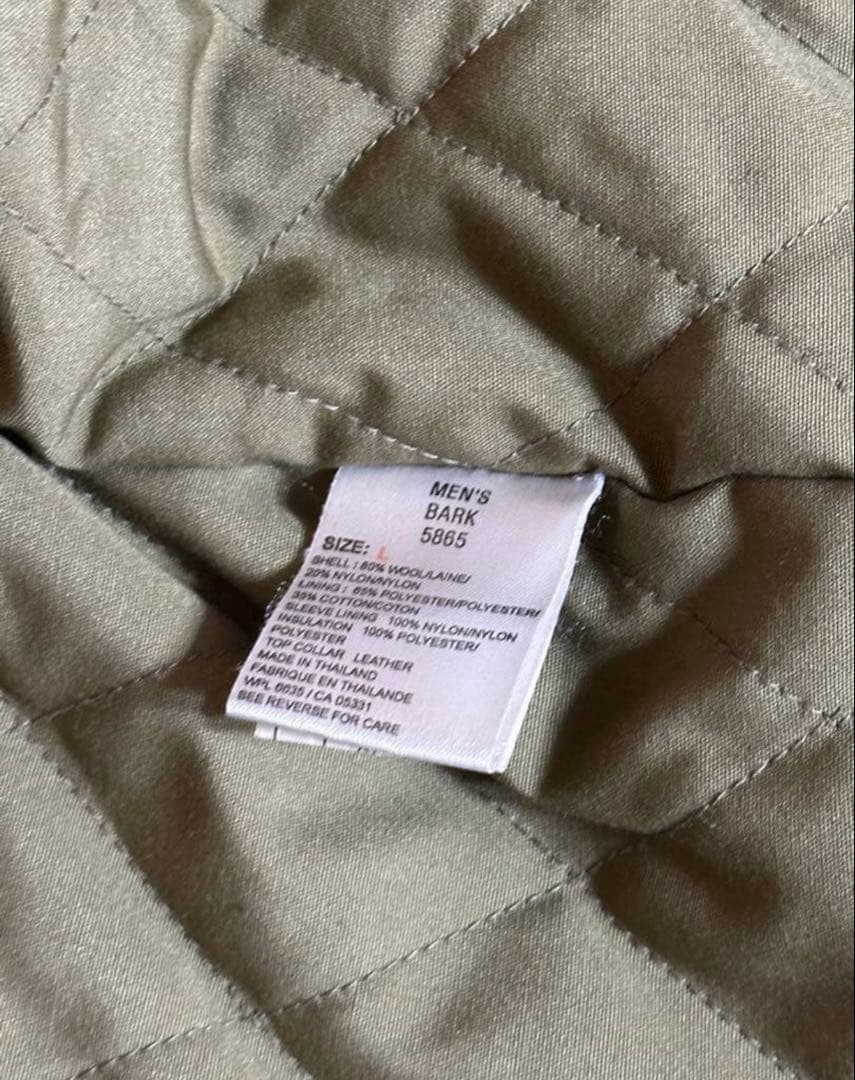 MEN'S
BARK
5865
SIZE: L
SHELL : 80% WOOL/LAINE/
20% NYLON/NYLON
LINING : 65% POLYESTER/POLYESTER/
35% COTTON/COTON
SLEEVE LINING 100% NYLON/NYLON
INSULATION 100% POLYESTER/
POLYESTER
TOP COLLAR LEATHER
MADE IN THAILAND
FABRIQUE EN THAILANDE
WPL 6635 / CA 05331
SEE REVERSE FOR CARE